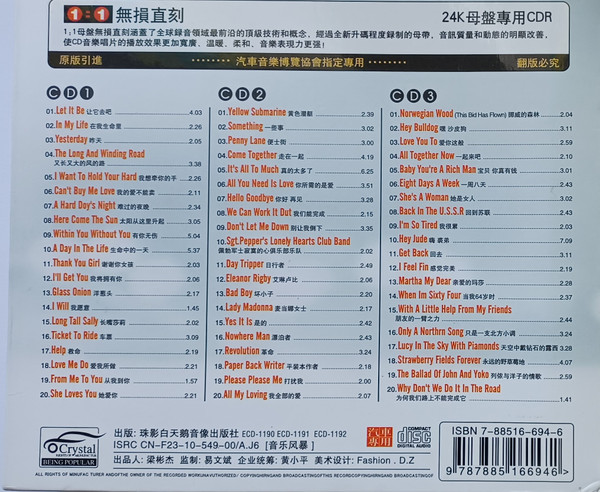 1:1 無損直刻
24K母盤專用CDR
1:1母盤無損直刻涵蓋了全球録音領域最前沿的頂級技術和概念，經過全新升碼程度録制的母帶，音訊質量和動態的明顯改善，
使CD音樂唱片的播放效果更加寬廣，温暖，柔和，音樂表現力更强!
原版引進 ········ 汽車音樂博覽協會指定專用 ········ 翻版必究
CD1
01.Let It Be 让它去吧 4.03
02.In My Life 在我生命里 2.26
03.Yesterday 昨天 2.05
04.The Long And Winding Road
又长又大的风的路 3.38
05.I Want To Hold Your Hard 我想牵你的手 2.26
06.Can't Buy Me Love 我的爱不能卖 2.11
07.A Hard Doy's Night 难过的夜晚 2.34
08.Here Come The Sun 太阳从这里升起 3.05
09.Within You Without You 有你无伤 5.04
10.A Day In The Life 生命中的一天 5.37
11.Thank You Girl 谢谢你女孩 2.03
12.I'll Get You 我将拥有你 2.06
13.Glass Onion 洋葱头 2.17
14.I Will 我愿意 1.46
15.Long Tail Sally 长嘴莎莉 2.02
16.Ticket To Ride 车票 3.09
17.Help 救命 2.19
18.Love Me Do 爱我所做 2.21
19.From Me To You 从我到你 1.57
20.She Loves You 她爱你 2.21
CD2
01.Yellow Submarine 黄色潜艇 2.39
02.Something 一些事 3.02
03.Penny Lane 便士街 3.00
04.Come Together 走在一起 4.19
05.It's All To Much 真的太多了 6.25
06.All You Need Is Love 你所需的是爱 3.51
07.Hello Goodbye 你好 再见 3.28
08.We Can Work It Out 我们能完成 2.15
09.Don't Let Me Down 别让我倒下 3.35
10.Sgt.Pepper's Lonely Hearts Club Band
佩勃军士寂寞的心俱乐部乐队 2.02
11.Day Tripper 日行者 2.49
12.Eleanor Rigby 艾琳卢比 2.06
13.Bad Boy 坏小子 2.20
14.Lady Madonna 麦当娜女士 2.17
15.Yes It Is 是的 2.42
16.Nowhere Man 漂泊者 2.43
17.Revolution 革命 3.24
18.Paper Back Writer 平装本作者 2.18
19.Please Please Me 打扰我 2.00
20.All My Loving 我全部的爱 2.07
CD3
01.Norwegian Wood (This Bid Has Flown) 挪威的森林 2.04
02.Hey Bulldog 嘿 沙皮狗 3.11
03.Love You To 爱你这般 2.59
04.All Together Now 一起来吧 2.10
05.Baby You're A Rich Man 宝贝 你真有钱 3.01
06.Eight Days A Week 一周八天 2.43
07.She's A Woma 她是女人 3.02
08.Back In The U.S.S.R 回到苏联 2.43
09.I'm So Tired 我很累 2.03
10.Hey Jude 嗨 裘弟 7.09
11.Get Back 回去 3.11
12.I Feel Fin 感觉完美 2.18
13.Martha My Dear 亲爱的玛莎 2.28
14.When Im Sixty Four 当我64岁时 2.37
15.With A Little Help From My Friends
朋友的一臂之力 2.44
16.Only A Northrn Song 只是一支北方小调 3.24
17.Lucy In The Sky With Piamonds 天空中戴钻石的露西 3.28
18.Strawberry Fields Forever 永远的野草莓地 4.07
19.The Ballad Of John And Yoko 列侬与洋子的情歌 2.59
20.Why Don't We Do It In The Road
为何我们路上不能完成它 1.41
Crystal
BEING POPULAR
出版: 珠影白天鹅音像出版社 ECD-1190 ECD-1191 ECD-1192
ISRC CN-F23-10-549-00/A.J6 [音乐风暴]
出品人: 梁彬杰 监制: 易文斌 企业统筹: 黄小平 美术设计: Fashion . D.Z
汽車專用
COMPACT
disc
DIGITAL AUDIO
ISBN 7-88516-694-6
9 787885 166946 >